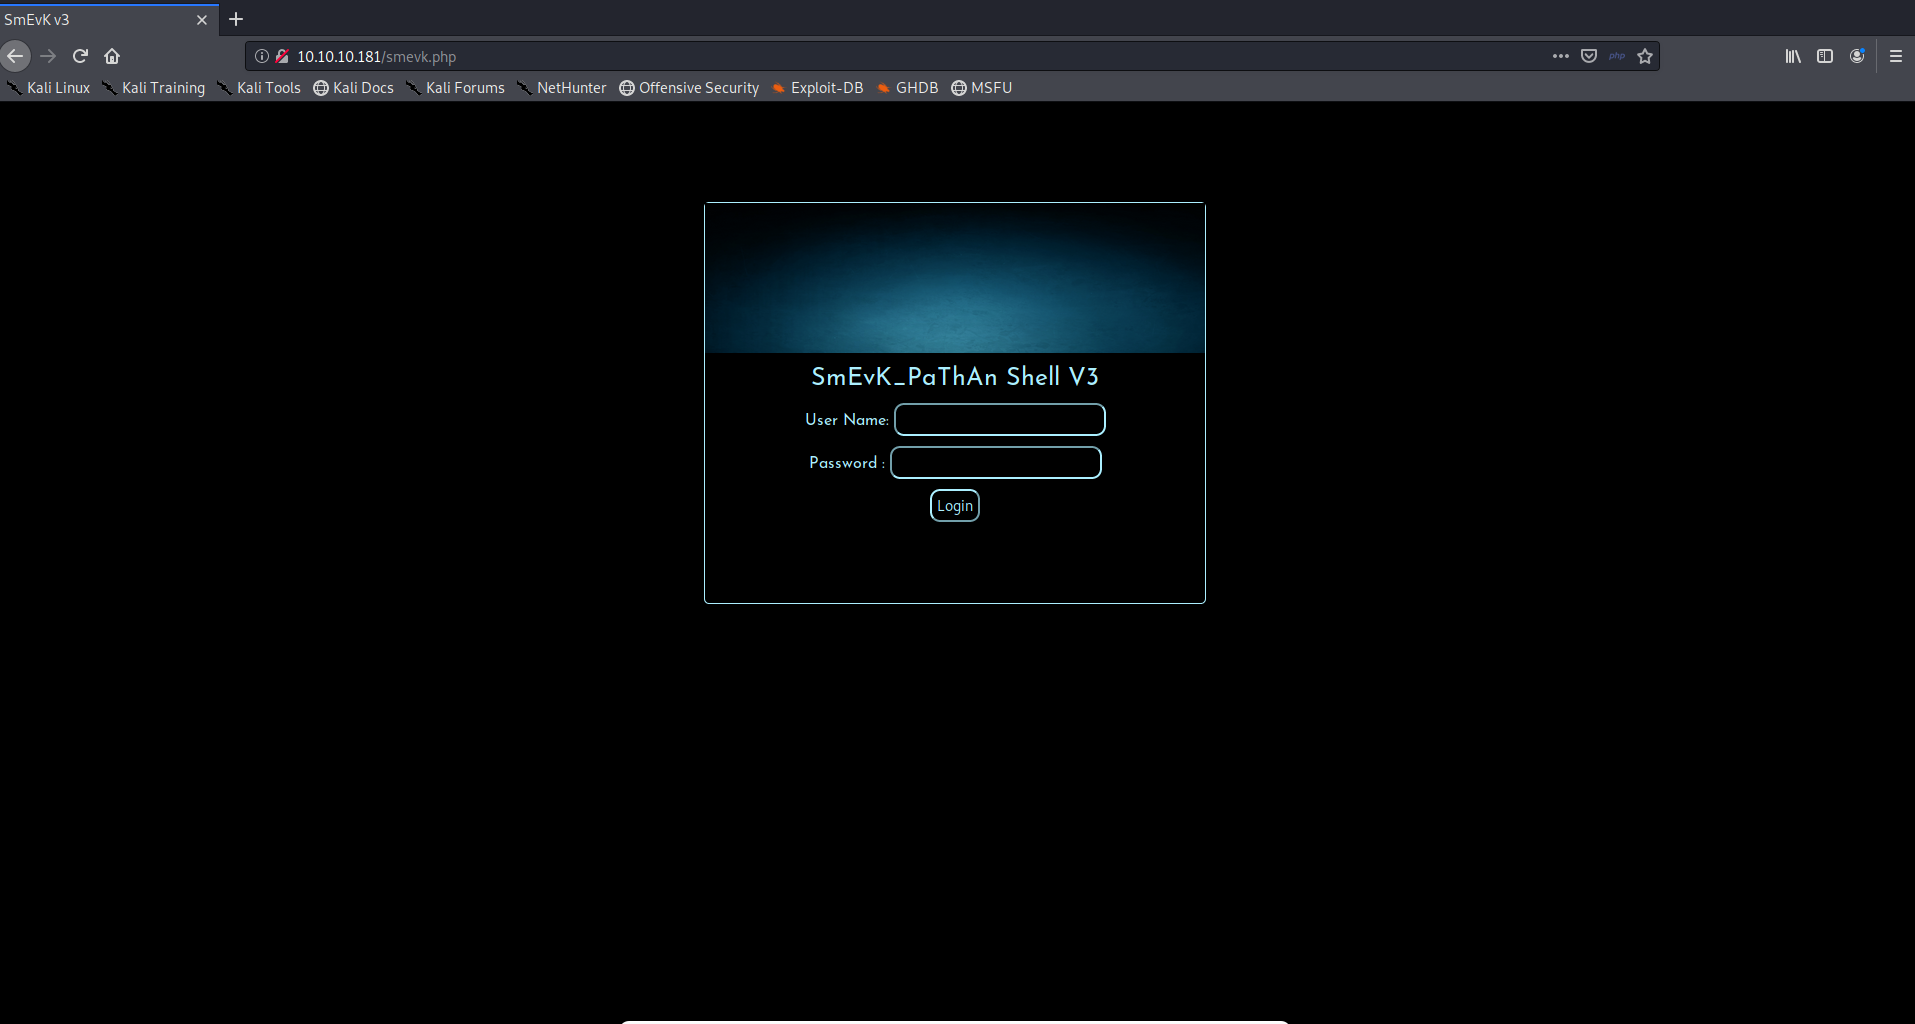 SmEvK v3
10.10.10.181/smevk.php
php
Kali Linux Kali Training Kali Tools Kali Docs Kali Forums NetHunter Offensive Security Exploit-DB GHDB MSFU
SmEvK_PaThAn Shell V3
User Name:
Password :
Login